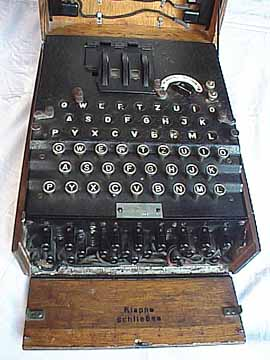 Q W E R T Z U I O
A S D F G H J K
P Y X C V B N M L
Q W E R T Z U I O
A S D F G H J K
P Y X C V B N M L
Klappe
schließen